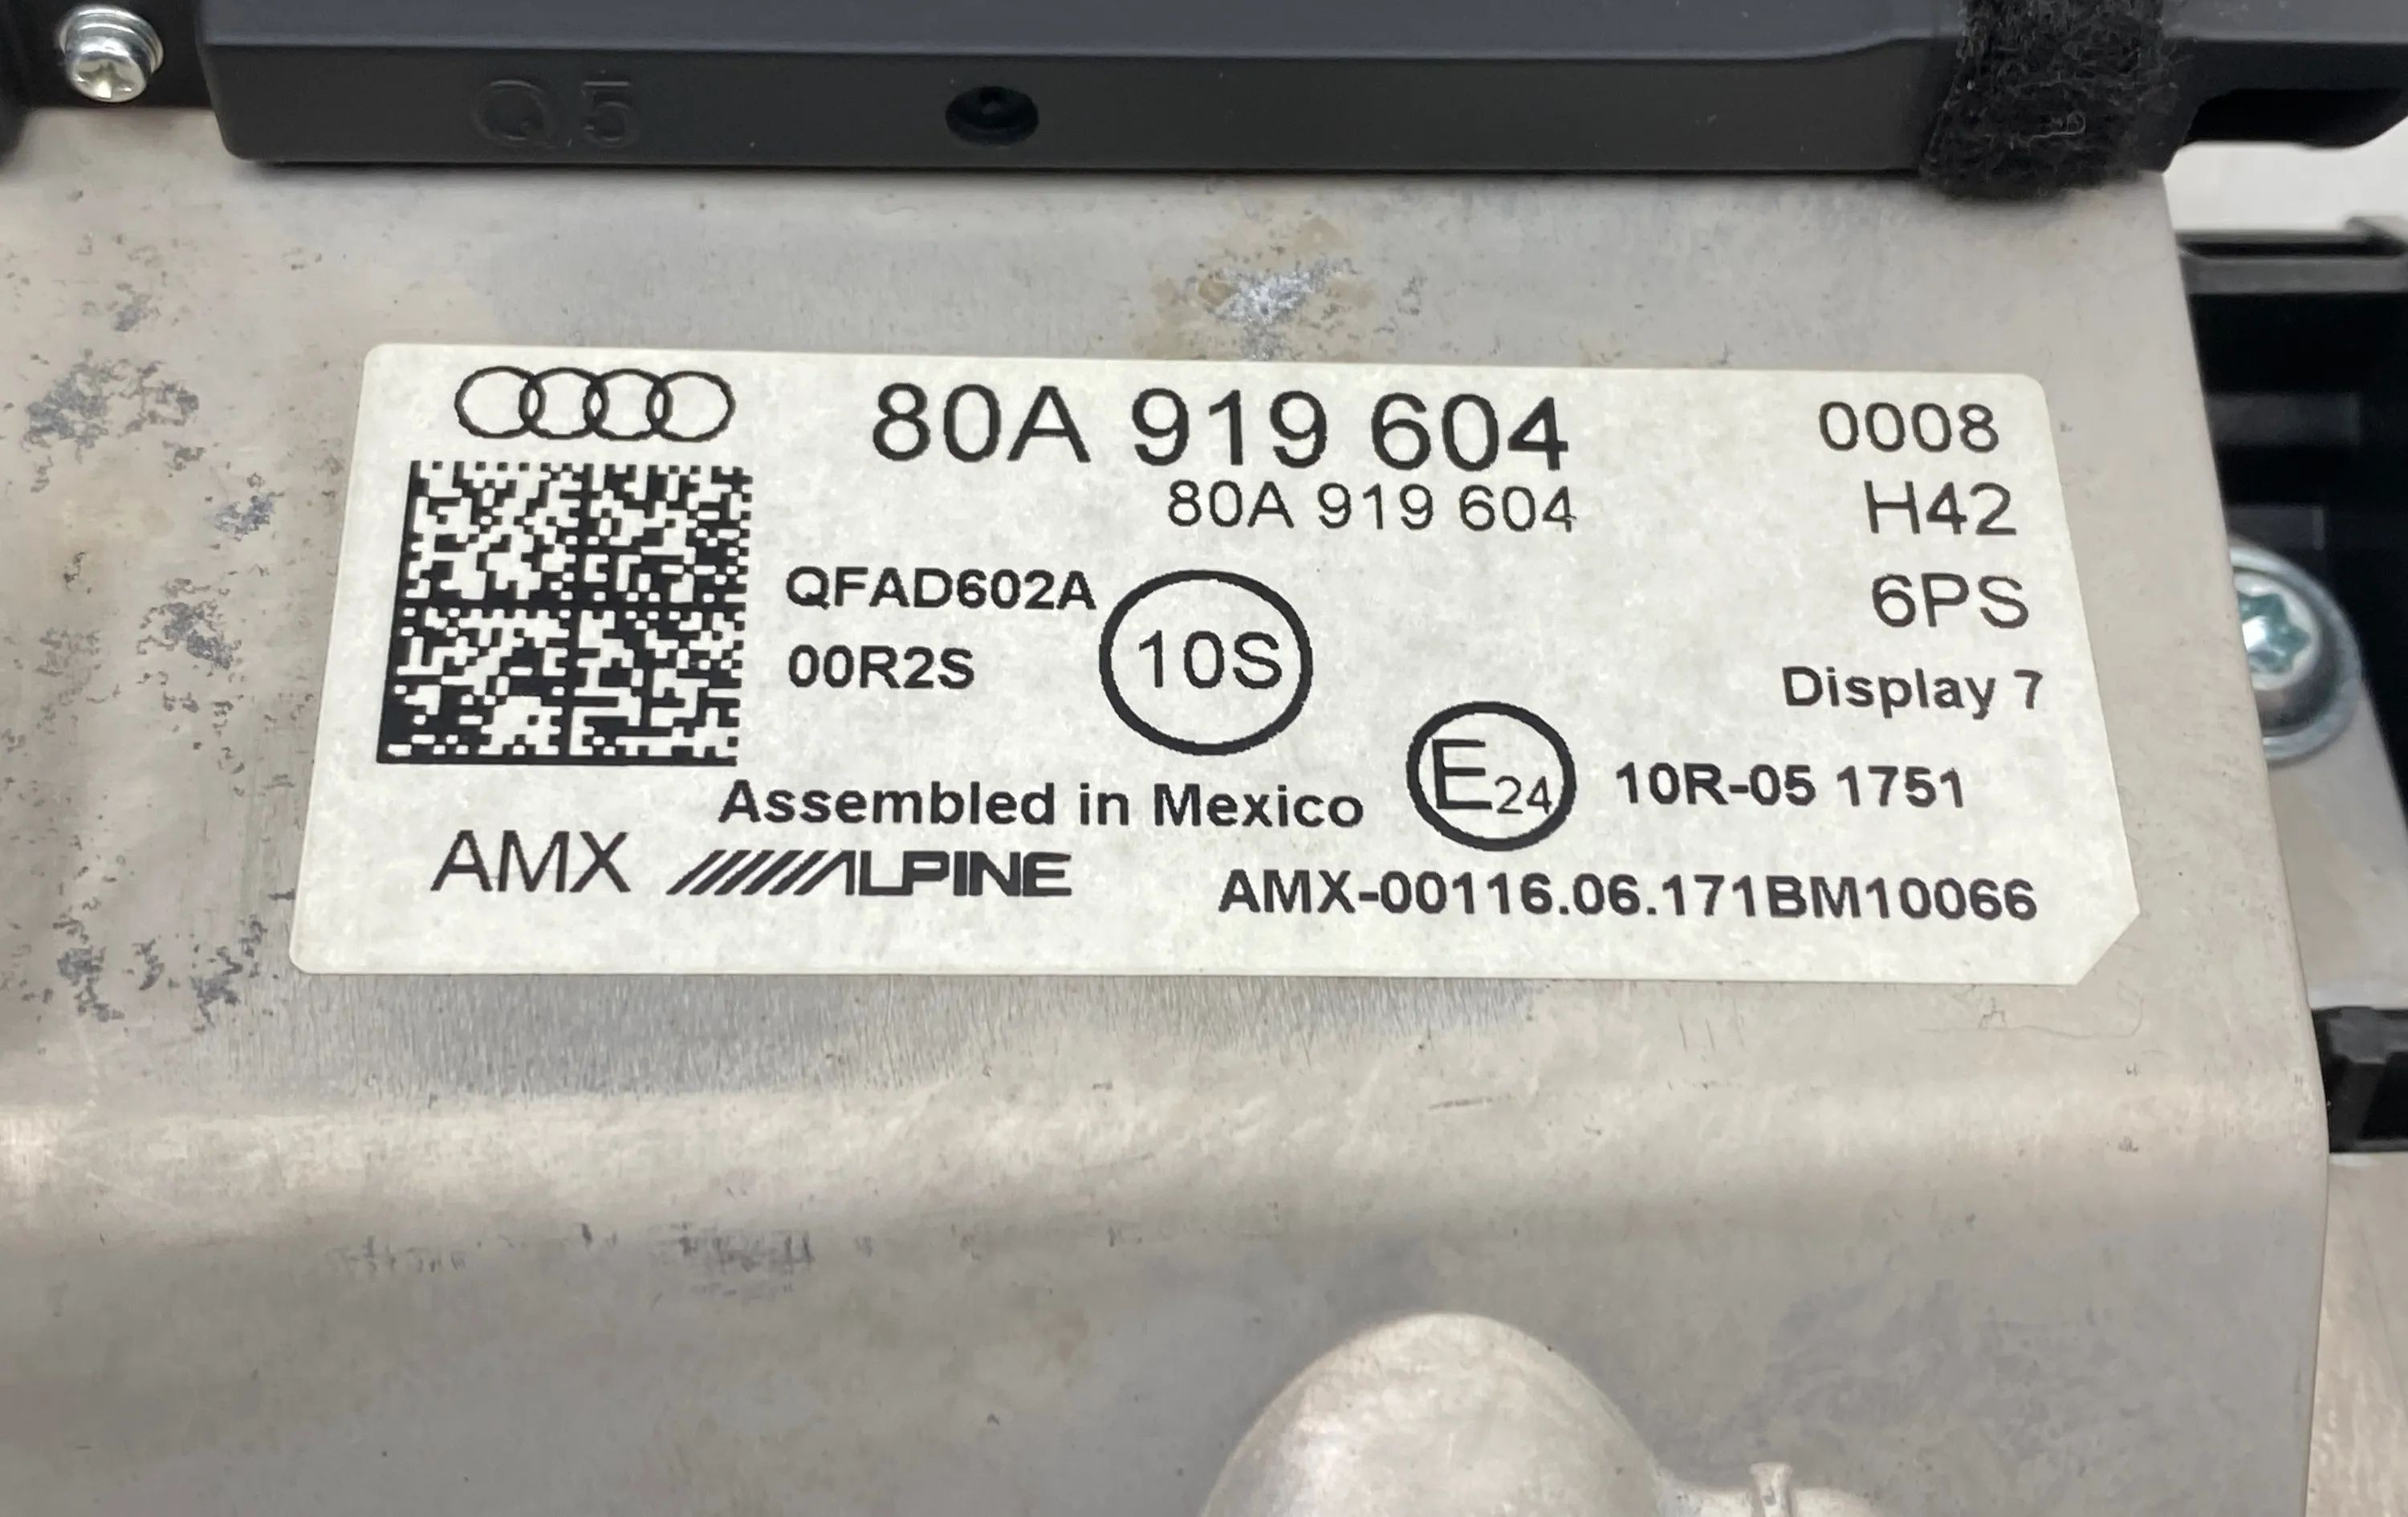 Q5
80A 919 604
0008
80A 919 604
H42
QFAD602A
6PS
00R2S
10S
Display 7
Assembled in Mexico
E24
10R-05 1751
AMX
ALPINE
AMX-00116.06.171BM10066